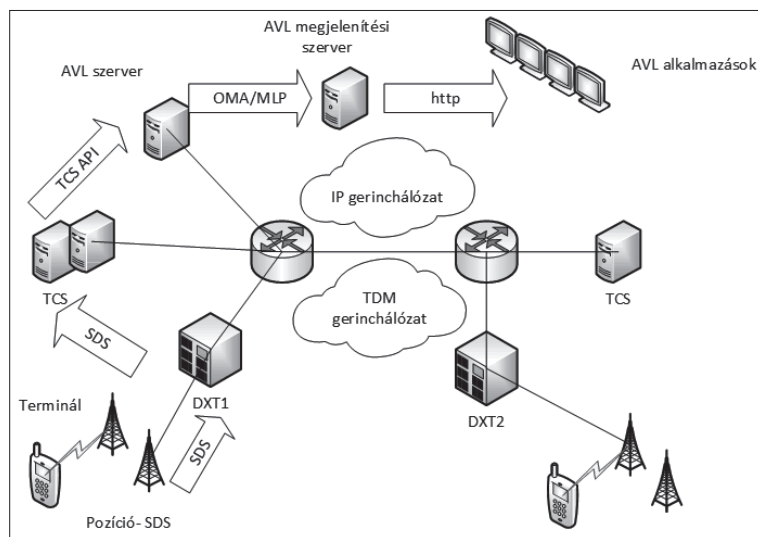 AVL megjelenítési
szerver
AVL szerver
AVL alkalmazások
OMA/MLP
http
TCS API
IP gerinchálózat
TCS
TCS
TDM
gerinchálózat
SDS
DXT1
DXT2
Terminál
SDS
Pozíció- SDS